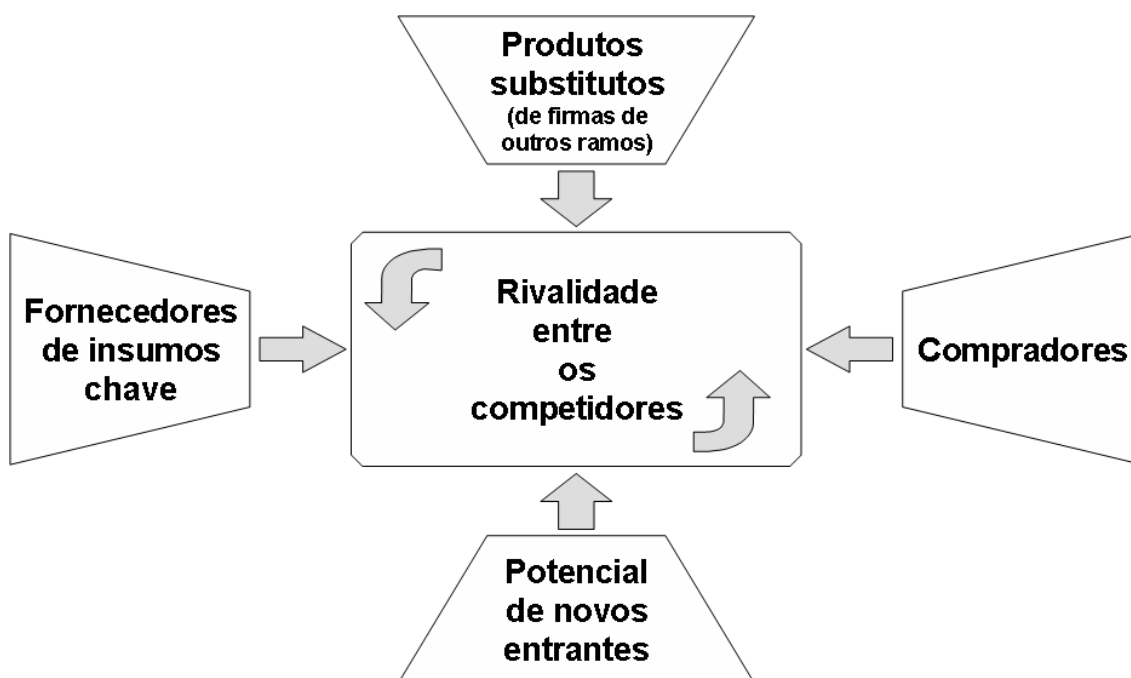 Produtos
substitutos
(de firmas de
outros ramos)
Fornecedores
de insumos
chave
Rivalidade
entre
os
competidores
Compradores
Potencial
de novos
entrantes